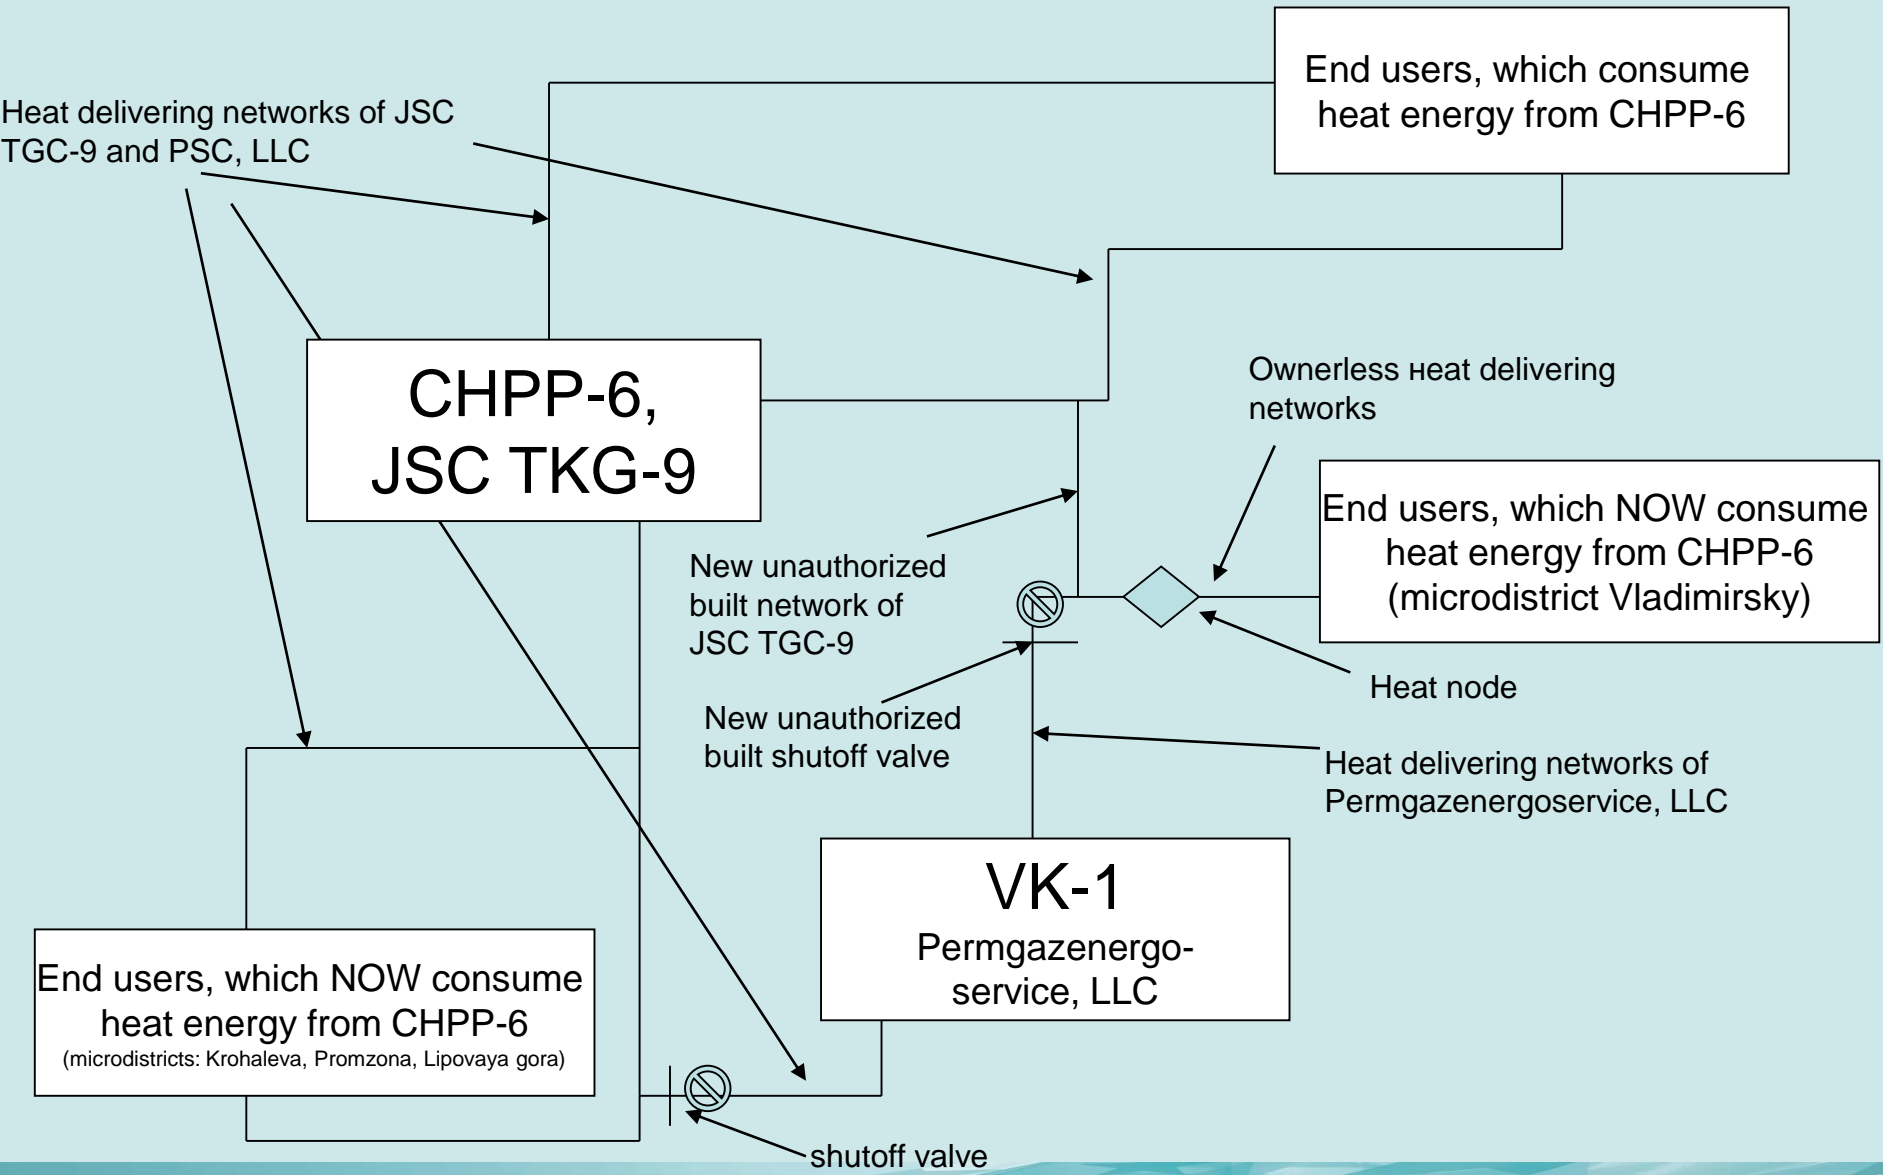 End users, which consume
heat energy from CHPP-6
Heat delivering networks of JSC
TGC-9 and PSC, LLC
CHPP-6,
JSC TKG-9
Ownerless нeat delivering
networks
End users, which NOW consume
heat energy from CHPP-6
(microdistrict Vladimirsky)
New unauthorized
built network of
JSC TGC-9
Heat node
New unauthorized
built shutoff valve
Heat delivering networks of
Permgazenergoservice, LLC
VK-1
Permgazenergo-
service, LLC
End users, which NOW consume
heat energy from CHPP-6
(microdistricts: Krohaleva, Promzona, Lipovaya gora)
shutoff valve